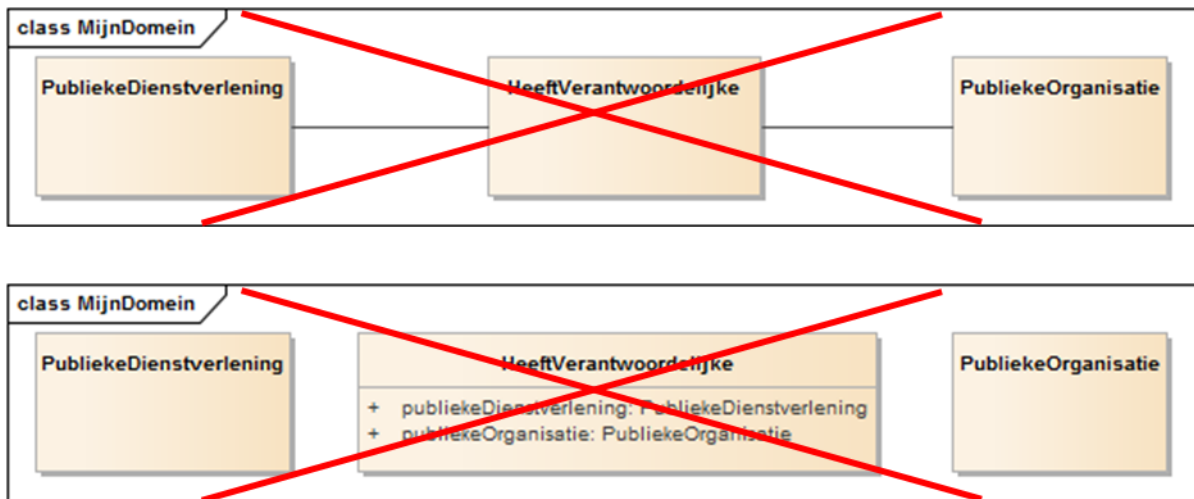 class MijnDomein
PubliekeDienstverlening HeeftVerantwoordelijke PubliekeOrganisatie
class MijnDomein
PubliekeDienstverlening HeeftVerantwoordelijke PubliekeOrganisatie
+ publiekeDienstverlening: PubliekeDienstverlening
+ publiekeOrganisatie: PubliekeOrganisatie